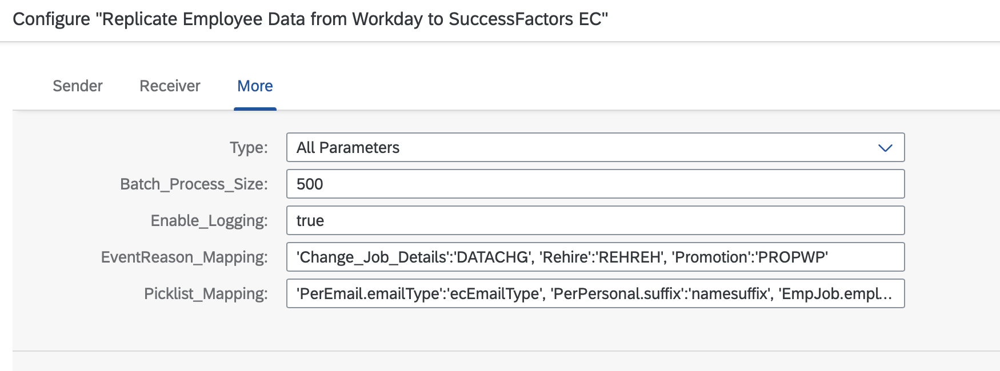 Configure "Replicate Employee Data from Workday to SuccessFactors EC"
Sender Receiver More
Type: All Parameters
Batch_Process_Size: 500
Enable_Logging: true
EventReason_Mapping: 'Change_Job_Details':'DATACHG', 'Rehire':'REHREH', 'Promotion':'PROPWP'
Picklist_Mapping: 'PerEmail.emailType':'ecEmailType', 'PerPersonal.suffix':'namesuffix', 'EmpJob.empl...